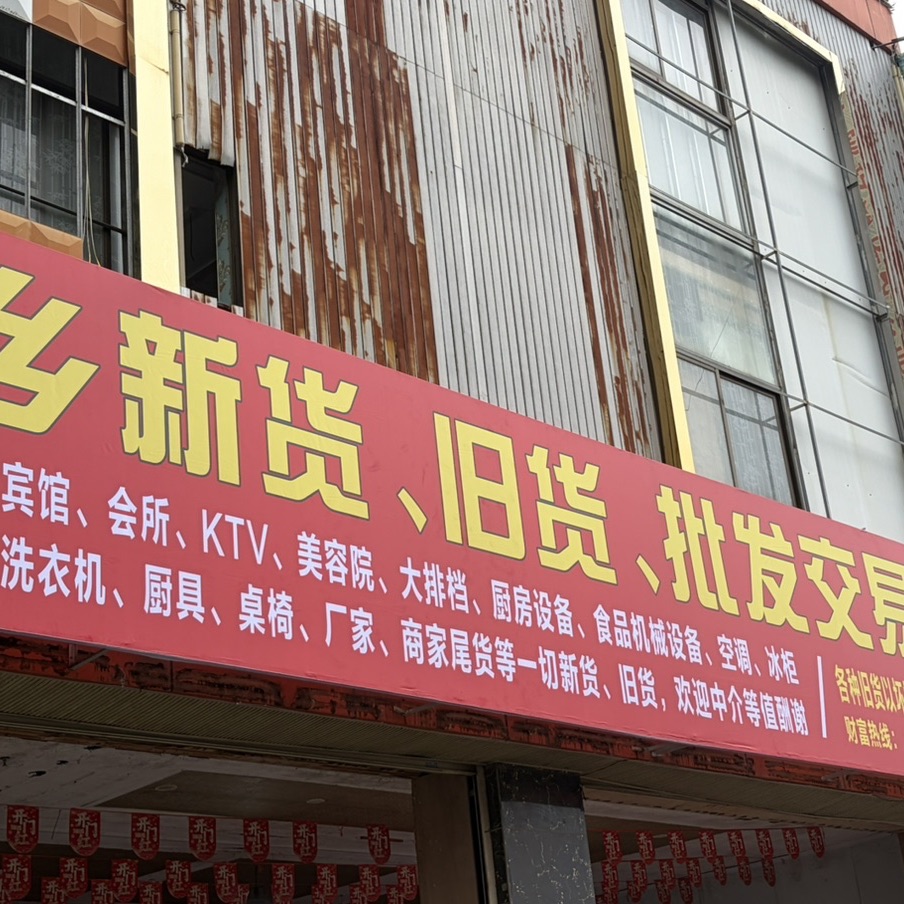 乡新货、旧货、批发交易
宾馆、会所、KTV、美容院、大排档、厨房设备、食品机械设备、空调、冰柜
洗衣机、厨具、桌椅、厂家、商家尾货等一切新货、旧货，欢迎中介等值酬谢
各种旧货以坏
财富热线：